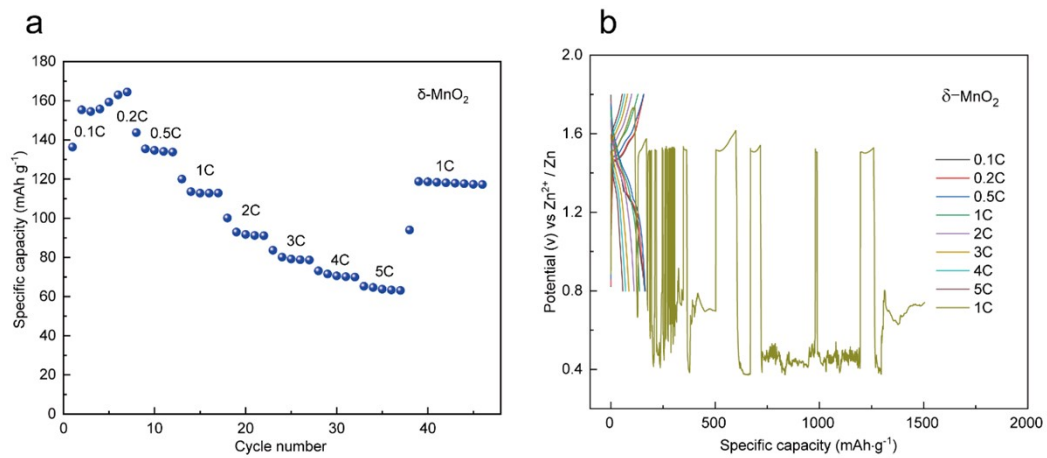 a
180
160
140
120
100
80
60
40
20
0
0
10
20
30
40
Specific capacity (mAh g⁻¹)
Cycle number
δ-MnO₂
0.1C
0.2C
0.5C
1C
2C
3C
4C
5C
1C
b
2.0
1.6
1.2
0.8
0.4
0
500
1000
1500
2000
Potential (v) vs Zn²⁺ / Zn
Specific capacity (mAh·g⁻¹)
δ–MnO₂
0.1C
0.2C
0.5C
1C
2C
3C
4C
5C
1C